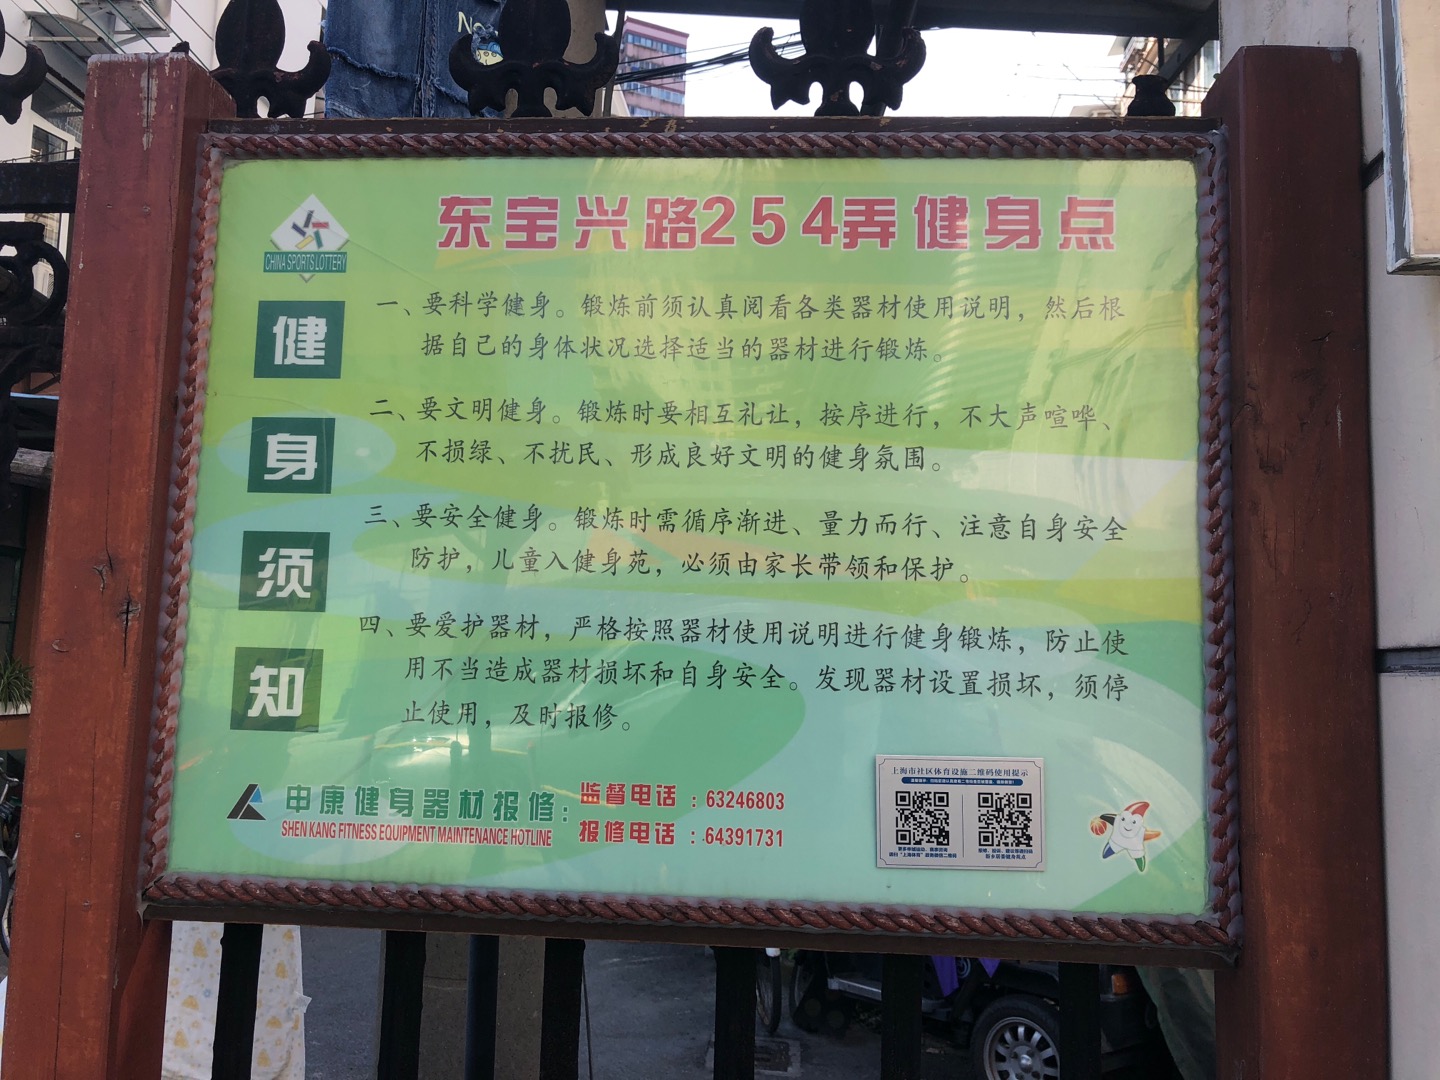 No
CHINA SPORTS LOTTERY
东宝兴路254弄健身点
健身须知
一、要科学健身。锻炼前须认真阅看各类器材使用说明，然后根
据自己的身体状况选择适当的器材进行锻炼。
二、要文明健身。锻炼时要相互礼让，按序进行，不大声喧哗、
不损绿、不扰民、形成良好文明的健身氛围。
三、要安全健身。锻炼时需循序渐进、量力而行、注意自身安全
防护，儿童入健身苑，必须由家长带领和保护。
四、要爱护器材，严格按照器材使用说明进行健身锻炼，防止使
用不当造成器材损坏和自身安全。发现器材设置损坏，须停
止使用，及时报修。
申康健身器材报修：
SHEN KANG FITNESS EQUIPMENT MAINTENANCE HOTLINE
监督电话：63246803
报修电话：64391731
上海市社区体育设施二维码使用提示